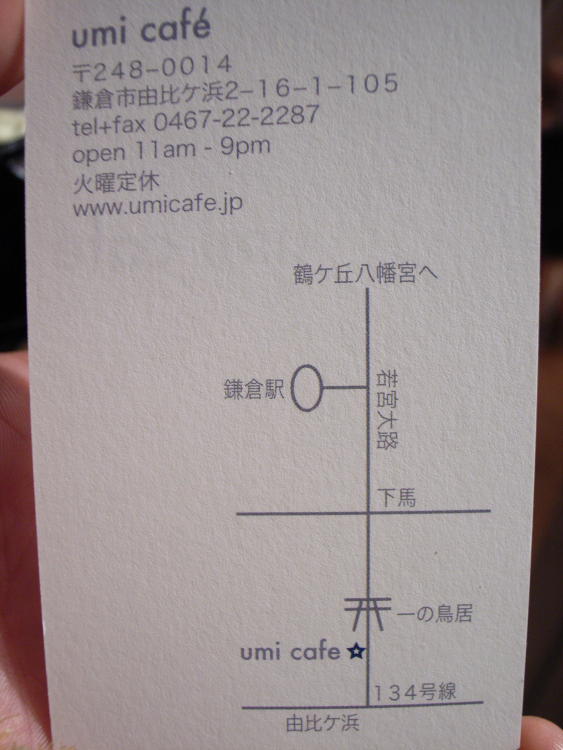 umi café
〒248-0014
鎌倉市由比ケ浜2-16-1-105
tel+fax 0467-22-2287
open 11am - 9pm
火曜定休
www.umicafe.jp
鶴ケ丘八幡宮へ
鎌倉駅
若宮大路
下馬
一の鳥居
umi cafe
134号線
由比ケ浜